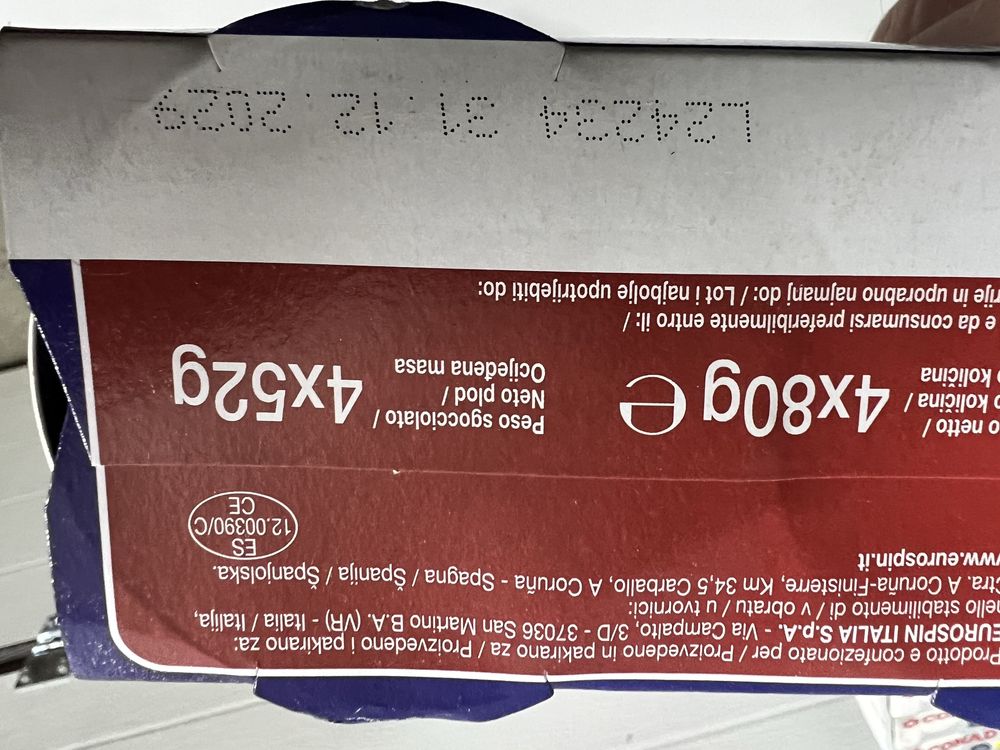 Prodotto e confezionato per / Proizvedeno in pakirano za / Proizvedeno i pakirano za:
EUROSPIN ITALIA S.p.A. - Via Campalto, 3/D - 37036 San Martino B.A. (VR) - Italia / Italija,
nello stabilimento di / v obratu / u tvornici:
Ctra. A Coruña-Finisterre, Km 34,5 Carballo, A Coruña - Spagna / Španija / Španjolska.
www.eurospin.it
ES
12.00390/C
CE
o netto /
o količina /
o količina
4x80g e
Peso sgocciolato /
Neto plod /
Ocijeđena masa
4x52g
e da consumarsi preferibilmente entro il: /
rije in uporabno najmanj do: / Lot i najbolje upotrijebiti do:
L24234 31.12.2029